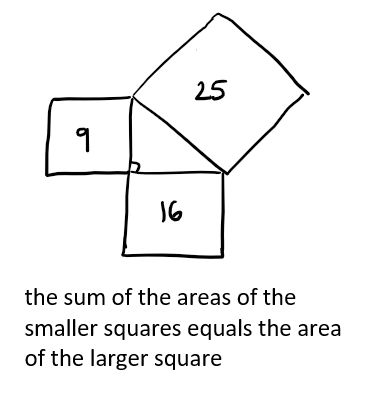 25
9
16
the sum of the areas of the
smaller squares equals the area
of the larger square